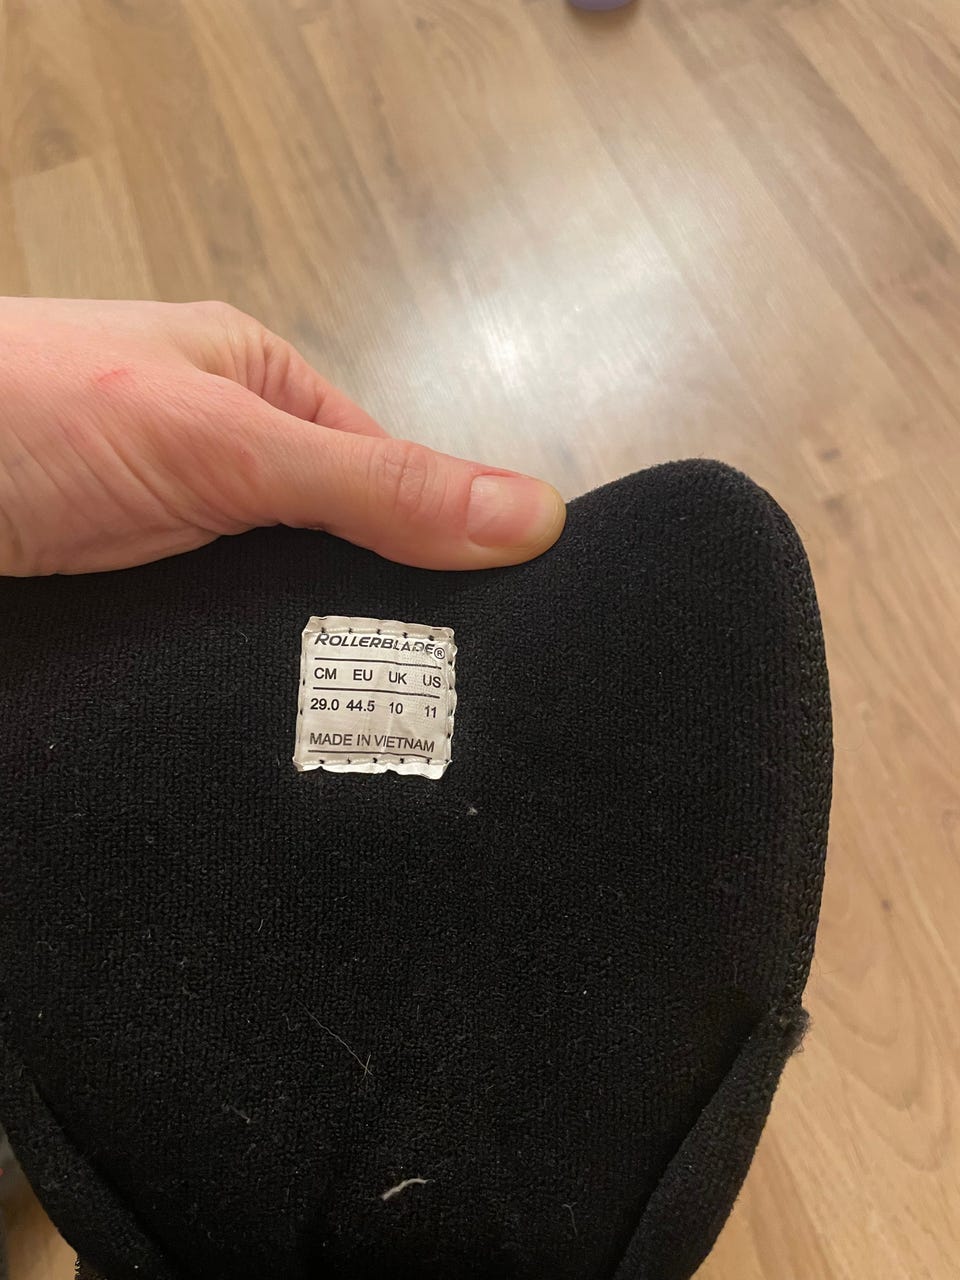 ROLLERBLADE®
CM EU UK US
29.0 44.5 10 11
MADE IN VIETNAM